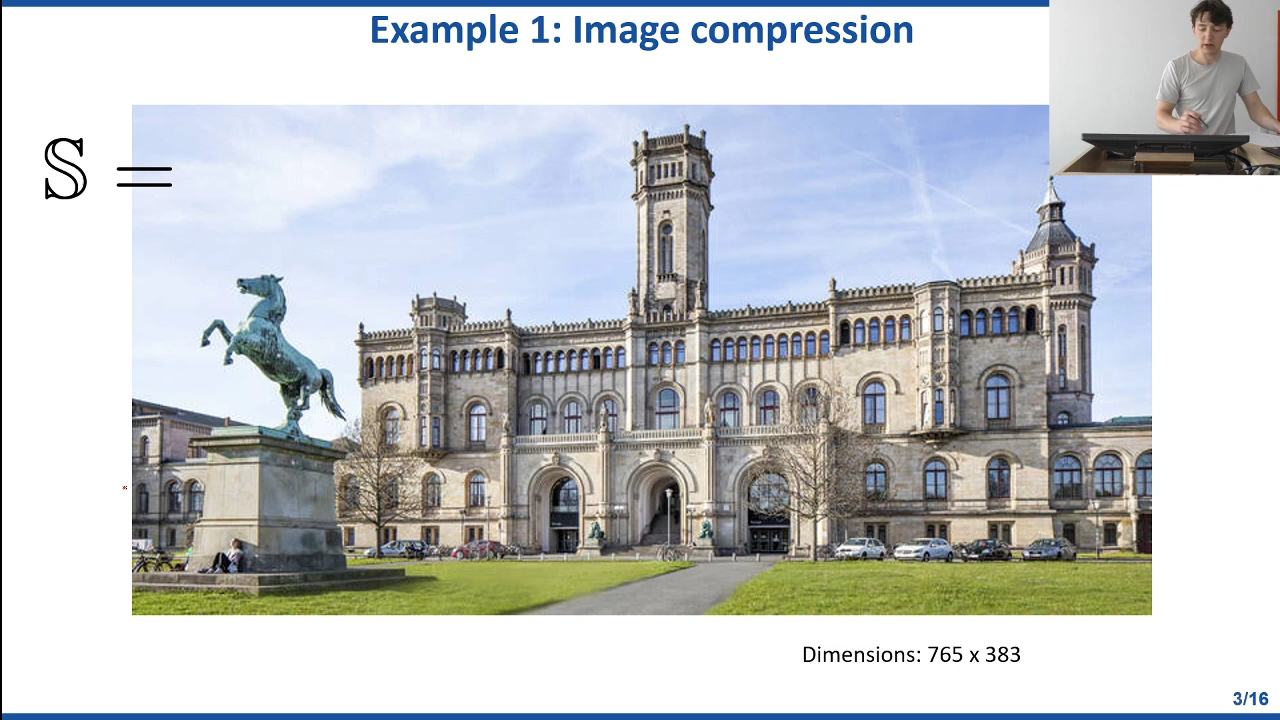 Example 1: Image compression
𝕊 =
Dimensions: 765 x 383
3/16